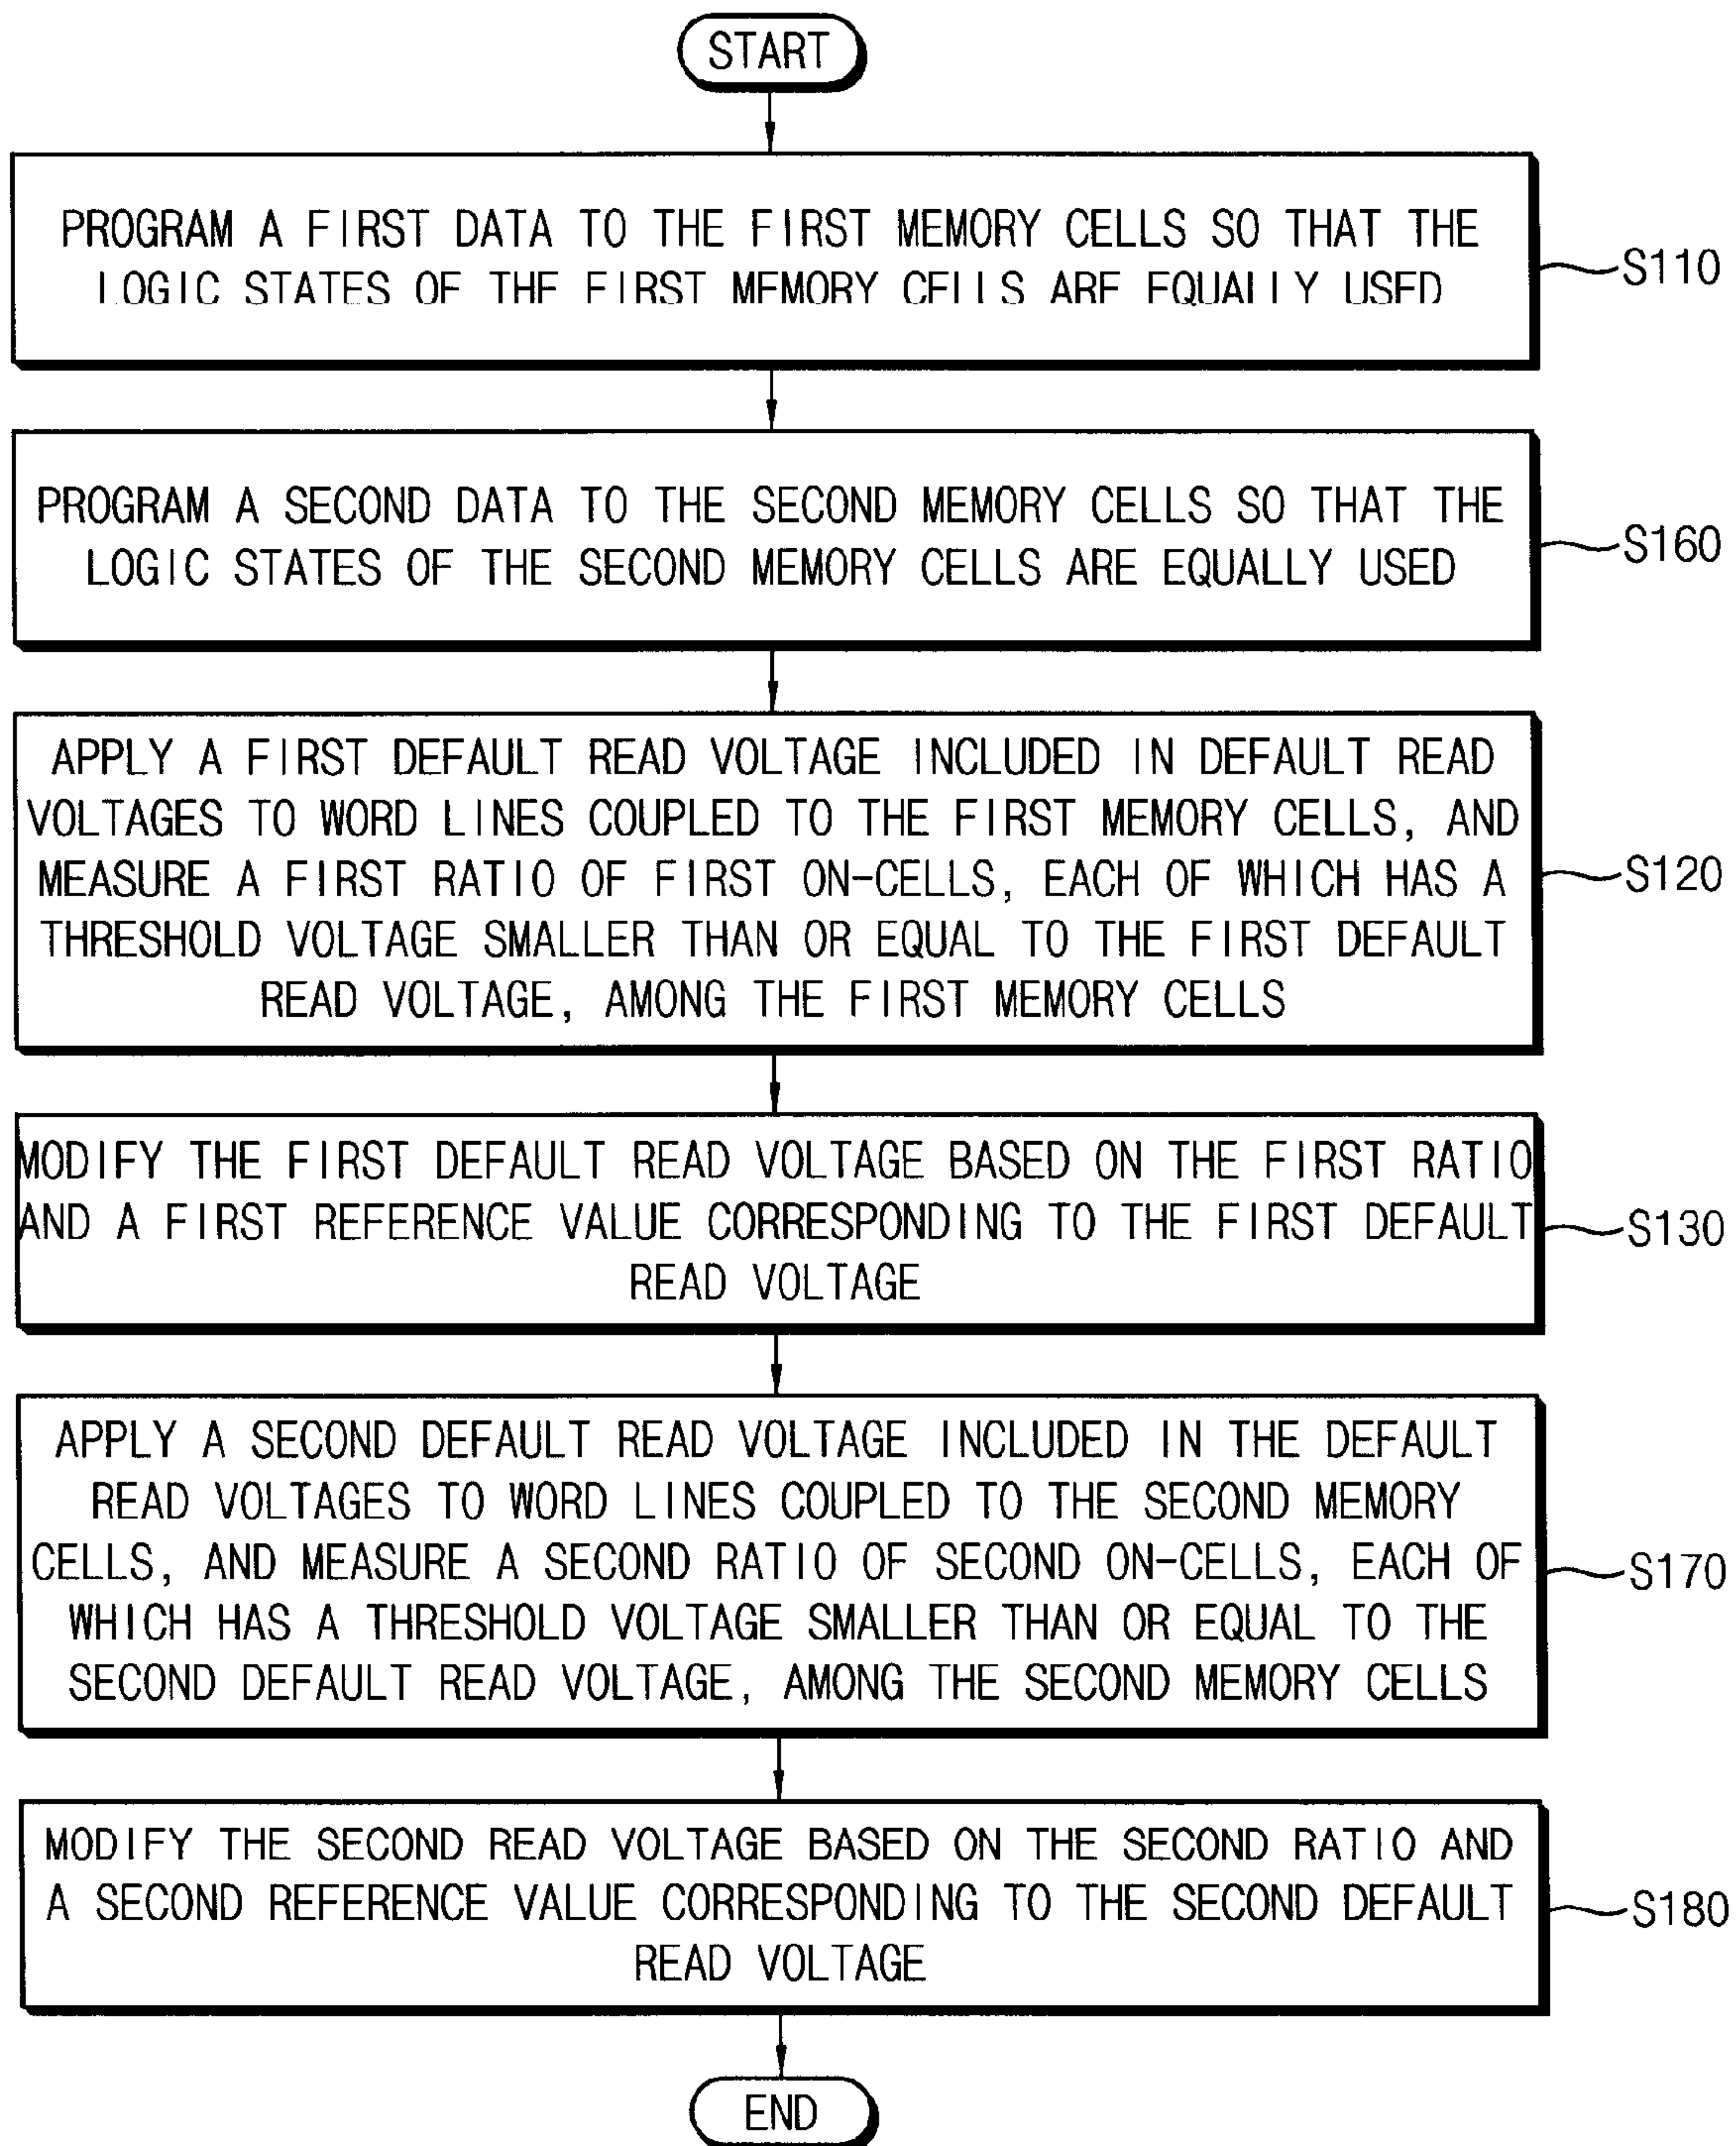 START
PROGRAM A FIRST DATA TO THE FIRST MEMORY CELLS SO THAT THE
LOGIC STATES OF THE FIRST MEMORY CELLS ARE EQUALLY USED
S110
PROGRAM A SECOND DATA TO THE SECOND MEMORY CELLS SO THAT THE
LOGIC STATES OF THE SECOND MEMORY CELLS ARE EQUALLY USED
S160
APPLY A FIRST DEFAULT READ VOLTAGE INCLUDED IN DEFAULT READ
VOLTAGES TO WORD LINES COUPLED TO THE FIRST MEMORY CELLS, AND
MEASURE A FIRST RATIO OF FIRST ON-CELLS, EACH OF WHICH HAS A
THRESHOLD VOLTAGE SMALLER THAN OR EQUAL TO THE FIRST DEFAULT
READ VOLTAGE, AMONG THE FIRST MEMORY CELLS
S120
MODIFY THE FIRST DEFAULT READ VOLTAGE BASED ON THE FIRST RATIO
AND A FIRST REFERENCE VALUE CORRESPONDING TO THE FIRST DEFAULT
READ VOLTAGE
S130
APPLY A SECOND DEFAULT READ VOLTAGE INCLUDED IN THE DEFAULT
READ VOLTAGES TO WORD LINES COUPLED TO THE SECOND MEMORY
CELLS, AND MEASURE A SECOND RATIO OF SECOND ON-CELLS, EACH OF
WHICH HAS A THRESHOLD VOLTAGE SMALLER THAN OR EQUAL TO THE
SECOND DEFAULT READ VOLTAGE, AMONG THE SECOND MEMORY CELLS
S170
MODIFY THE SECOND READ VOLTAGE BASED ON THE SECOND RATIO AND
A SECOND REFERENCE VALUE CORRESPONDING TO THE SECOND DEFAULT
READ VOLTAGE
S180
END